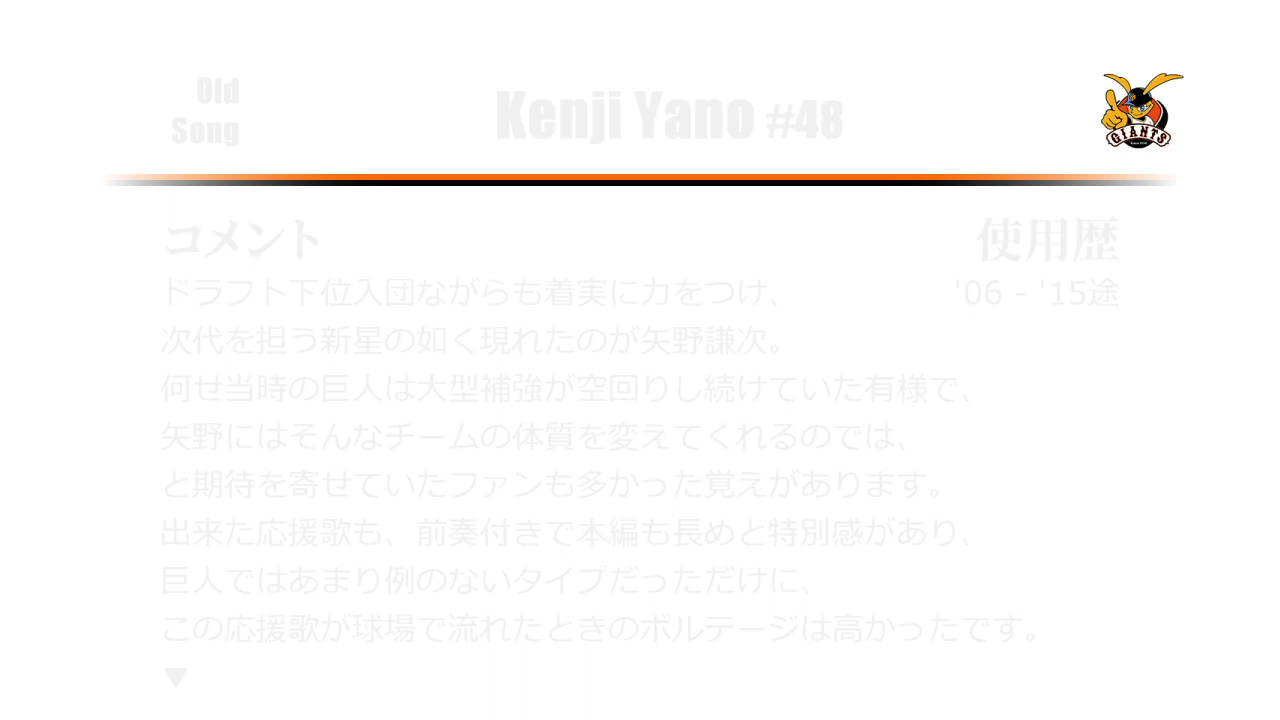 Old
Song
Kenji Yano #48
GIANTS
Since 1934
コメント
使用歴
ドラフト下位入団ながらも着実に力をつけ、
'06 - '15途
次代を担う新星の如く現れたのが矢野謙次。
何せ当時の巨人は大型補強が空回りし続けていた有様で、
矢野にはそんなチームの体質を変えてくれるのでは、
と期待を寄せていたファンも多かった覚えがあります。
出来た応援歌も、前奏付きで本編も長めと特別感があり、
巨人ではあまり例のないタイプだっただけに、
この応援歌が球場で流れたときのボルテージは高かったです。
▼